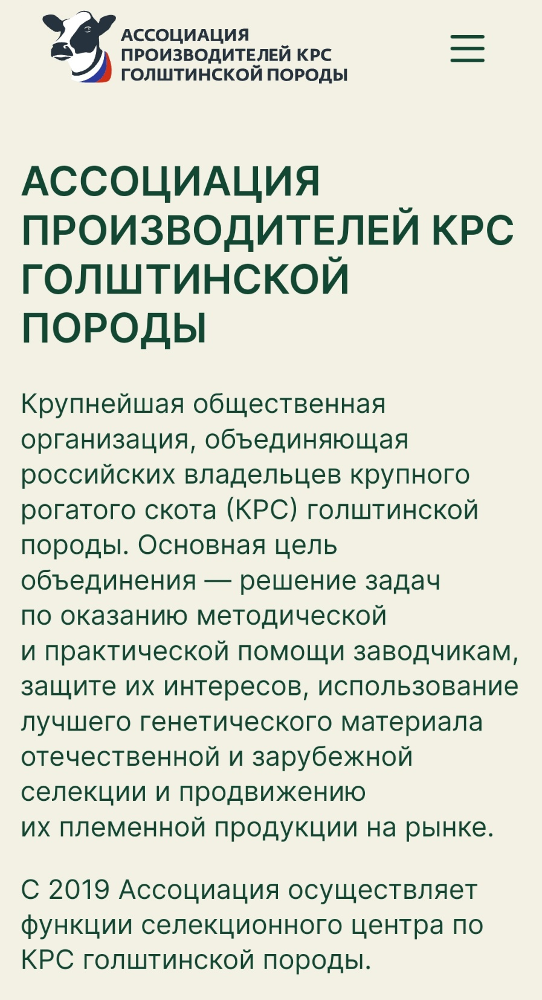 АССОЦИАЦИЯ
ПРОИЗВОДИТЕЛЕЙ КРС
ГОЛШТИНСКОЙ ПОРОДЫ
АССОЦИАЦИЯ
ПРОИЗВОДИТЕЛЕЙ КРС
ГОЛШТИНСКОЙ
ПОРОДЫ
Крупнейшая общественная
организация, объединяющая
российских владельцев крупного
рогатого скота (КРС) голштинской
породы. Основная цель
объединения — решение задач
по оказанию методической
и практической помощи заводчикам,
защите их интересов, использование
лучшего генетического материала
отечественной и зарубежной
селекции и продвижению
их племенной продукции на рынке.
С 2019 Ассоциация осуществляет
функции селекционного центра по
КРС голштинской породы.